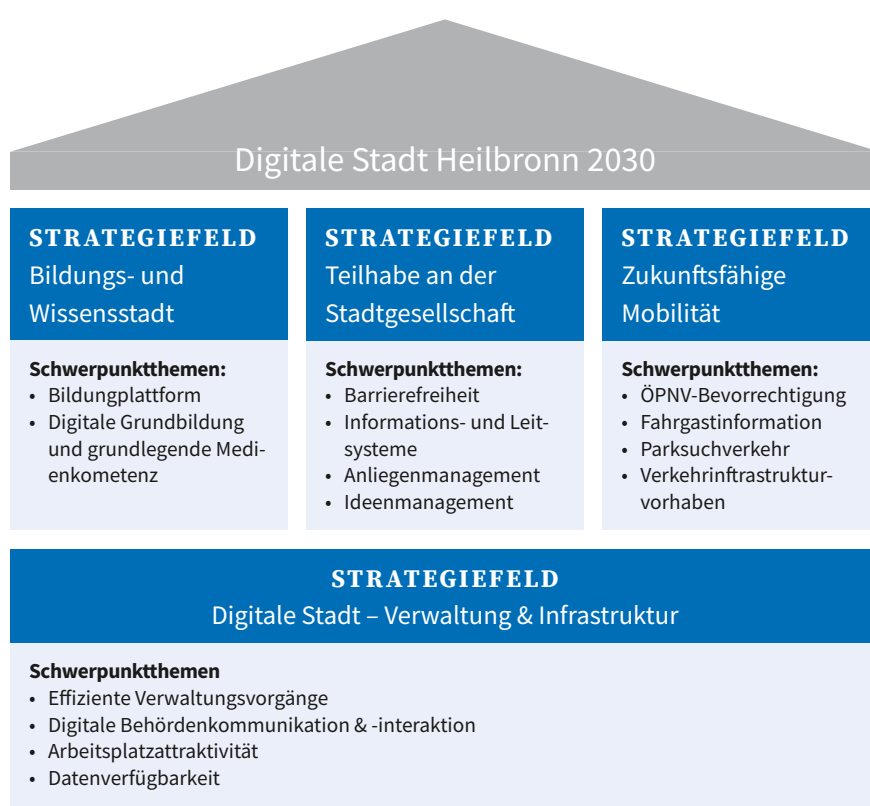 Digitale Stadt Heilbronn 2030
STRATEGIEFELD
Bildungs- und
Wissensstadt
Schwerpunktthemen:
• Bildungplattform
• Digitale Grundbildung
und grundlegende Medi-
enkometenz
STRATEGIEFELD
Teilhabe an der
Stadtgesellschaft
Schwerpunktthemen:
• Barrierefreiheit
• Informations- und Leit-
systeme
• Anliegenmanagement
• Ideenmanagement
STRATEGIEFELD
Zukunftsfähige
Mobilität
Schwerpunktthemen:
• ÖPNV-Bevorrechtigung
• Fahrgastinformation
• Parksuchverkehr
• Verkehrinftrastruktur-
vorhaben
STRATEGIEFELD
Digitale Stadt – Verwaltung & Infrastruktur
Schwerpunktthemen
• Effiziente Verwaltungsvorgänge
• Digitale Behördenkommunikation & -interaktion
• Arbeitsplatzattraktivität
• Datenverfügbarkeit